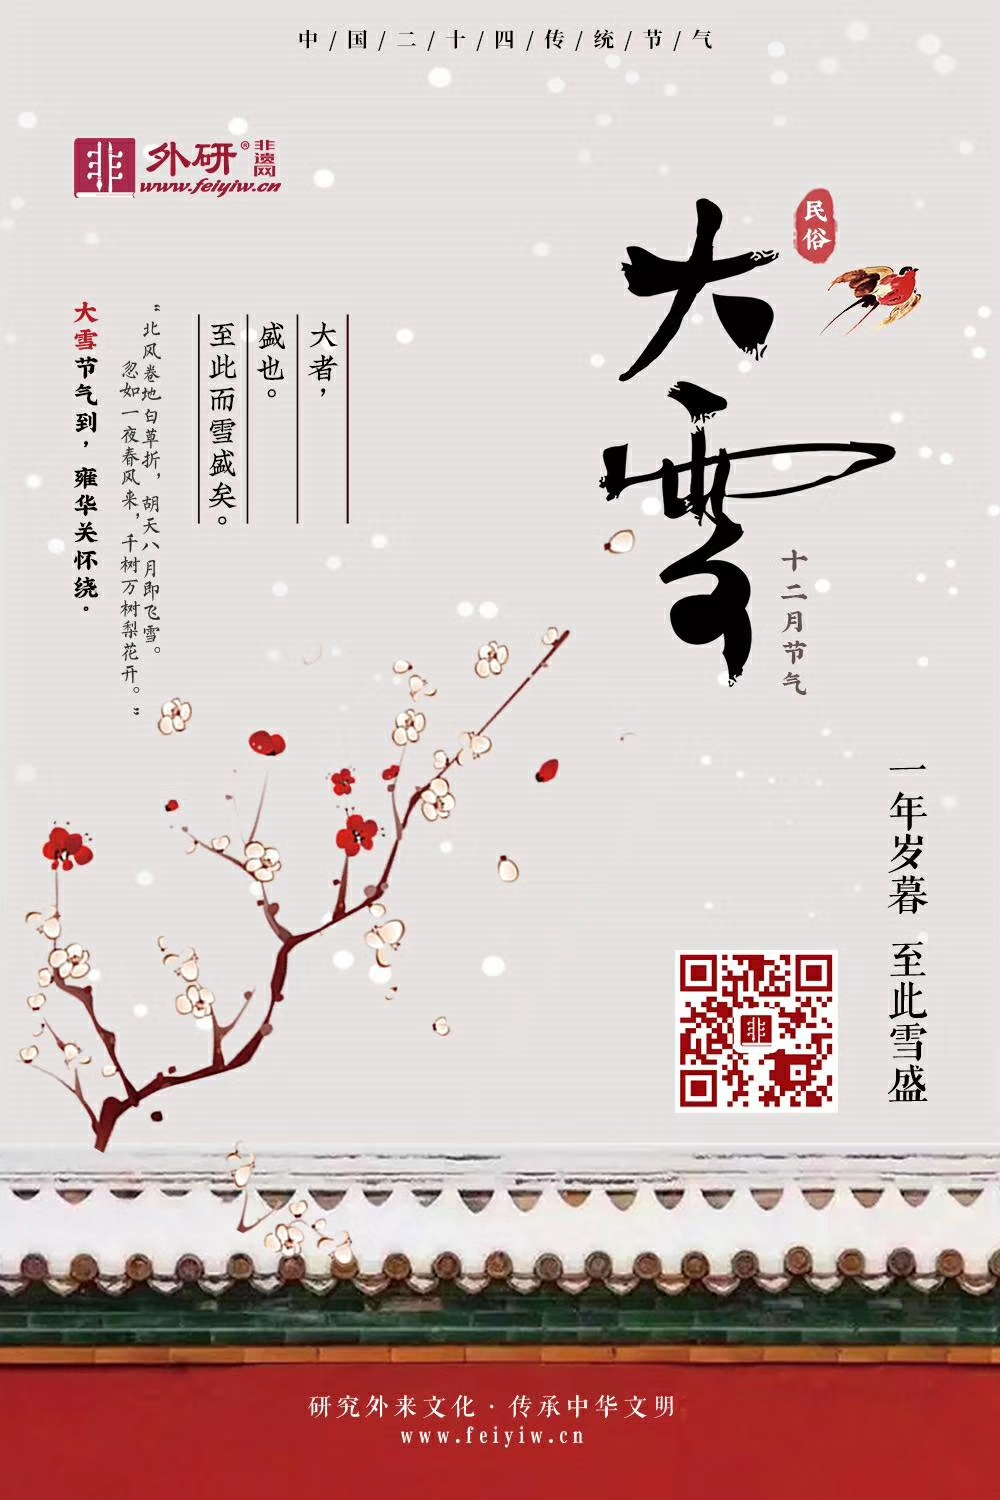 中/国/二/十/四/传/统/节/气
非
外研®
非遗网
www.feiyiw.cn
民俗
大雪
十二月节气
大者，
盛也。
至此而雪盛矣。
“北风卷地白草折，胡天八月即飞雪。
忽如一夜春风来，千树万树梨花开。”
大雪节气到，雍华关怀绕。
一年岁暮 至此雪盛
非
研究外来文化·传承中华文明
www.feiyiw.cn